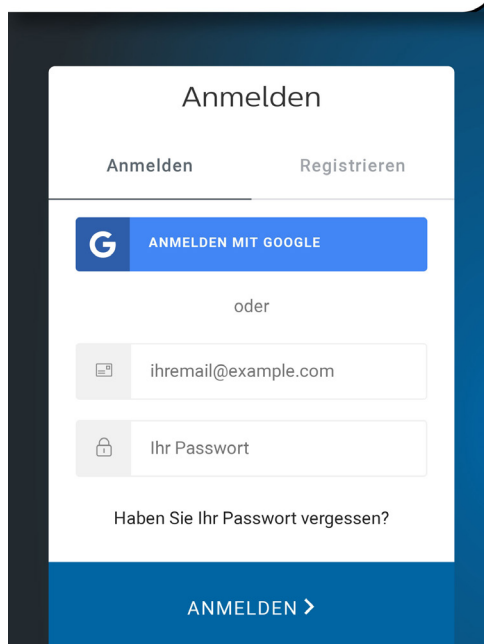 Anmelden
Anmelden Registrieren
G ANMELDEN MIT GOOGLE
oder
ihremail@example.com
Ihr Passwort
Haben Sie Ihr Passwort vergessen?
ANMELDEN